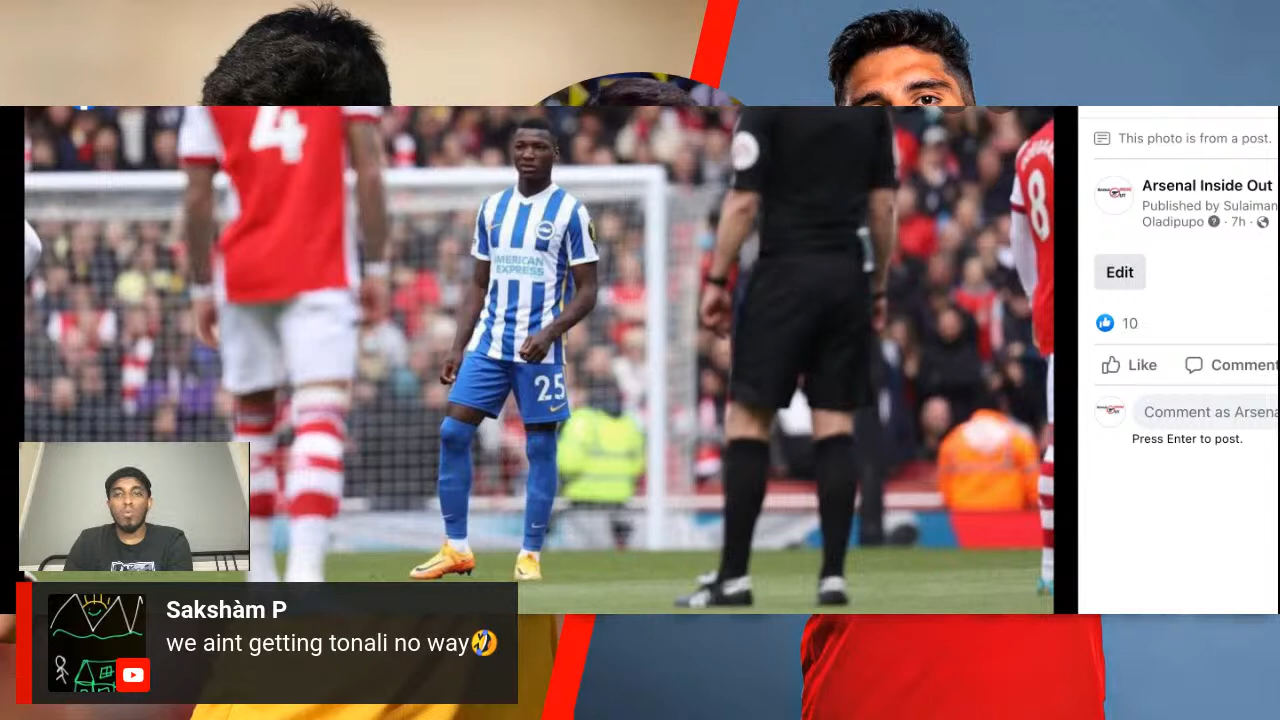 4
AMERICAN
EXPRESS
25
8
This photo is from a post.
Arsenal Inside Out
Published by Sulaiman
Oladipupo · 7h ·
Edit
10
Like
Comment
Comment as Arsena
Press Enter to post.
Sakshàm P
we aint getting tonali no way🤣